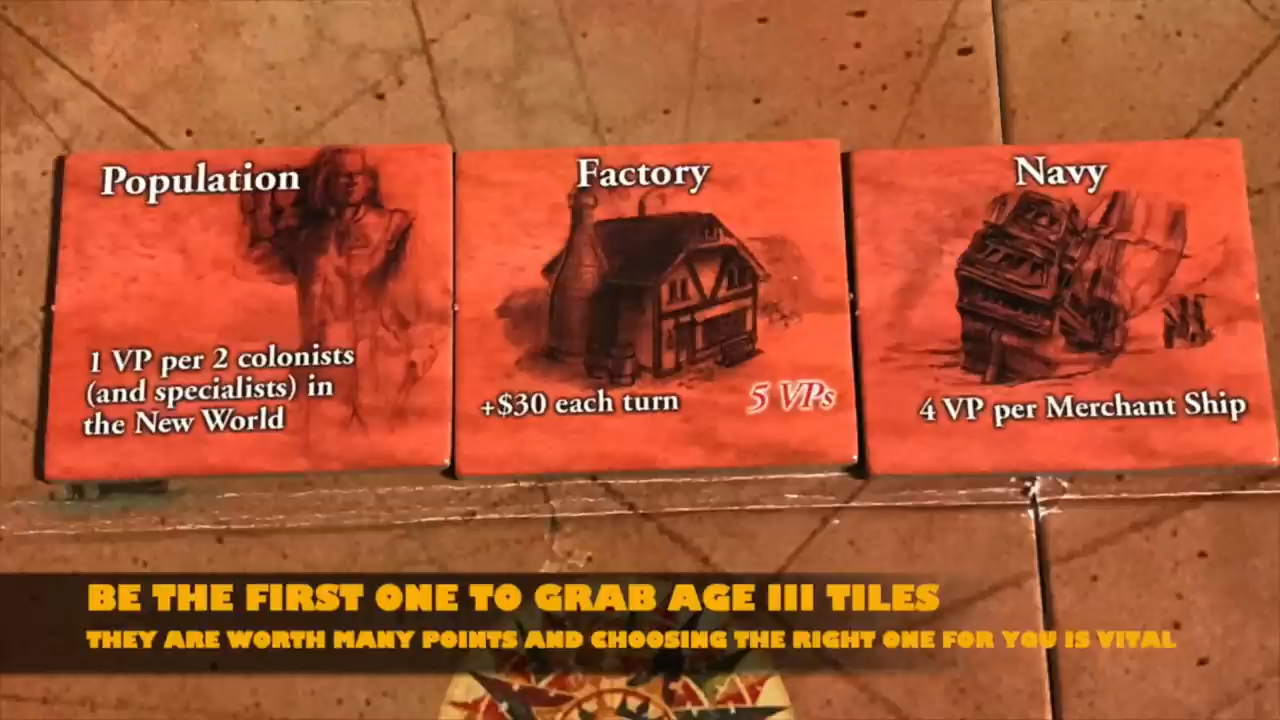 Population
1 VP per 2 colonists
(and specialists) in
the New World
Factory
+$30 each turn
5 VPs
Navy
4 VP per Merchant Ship
BE THE FIRST ONE TO GRAB AGE III TILES
THEY ARE WORTH MANY POINTS AND CHOOSING THE RIGHT ONE FOR YOU IS VITAL